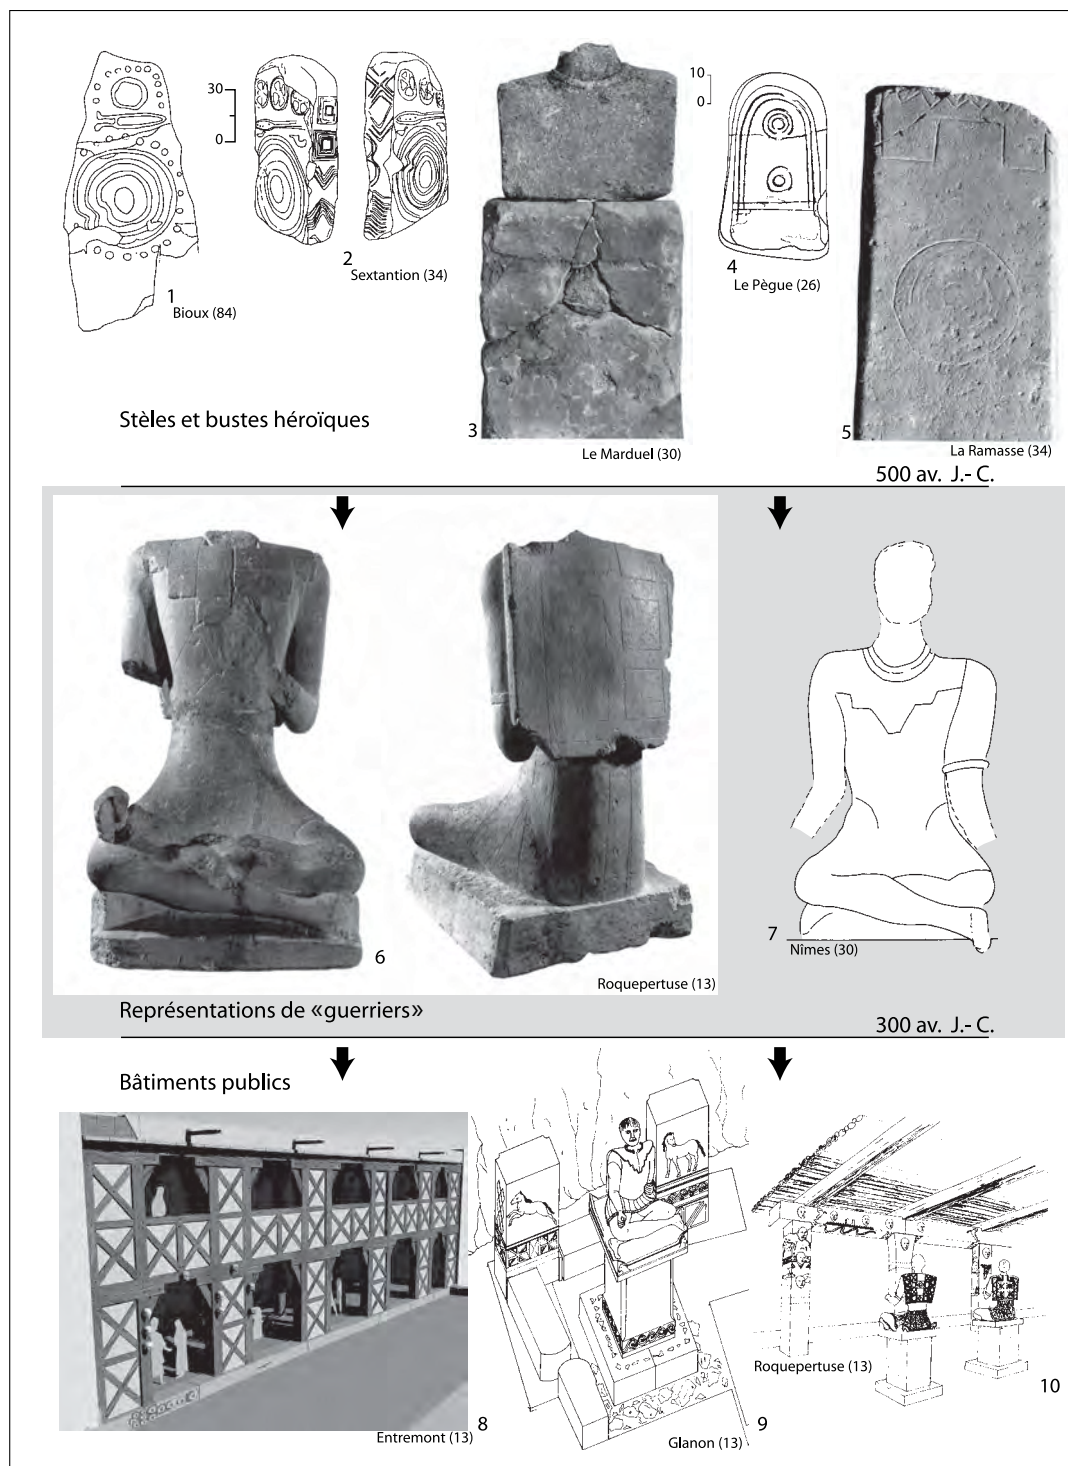 30
0
1
Bioux (84)
2
Sextantion (34)
3
Le Marduel (30)
10
0
4
Le Pègue (26)
5
La Ramasse (34)
Stèles et bustes héroïques
500 av. J.- C.
6
Roquepertuse (13)
7
Nîmes (30)
Représentations de «guerriers»
300 av. J.- C.
Bâtiments publics
8
Entremont (13)
9
Glanon (13)
Roquepertuse (13)
10